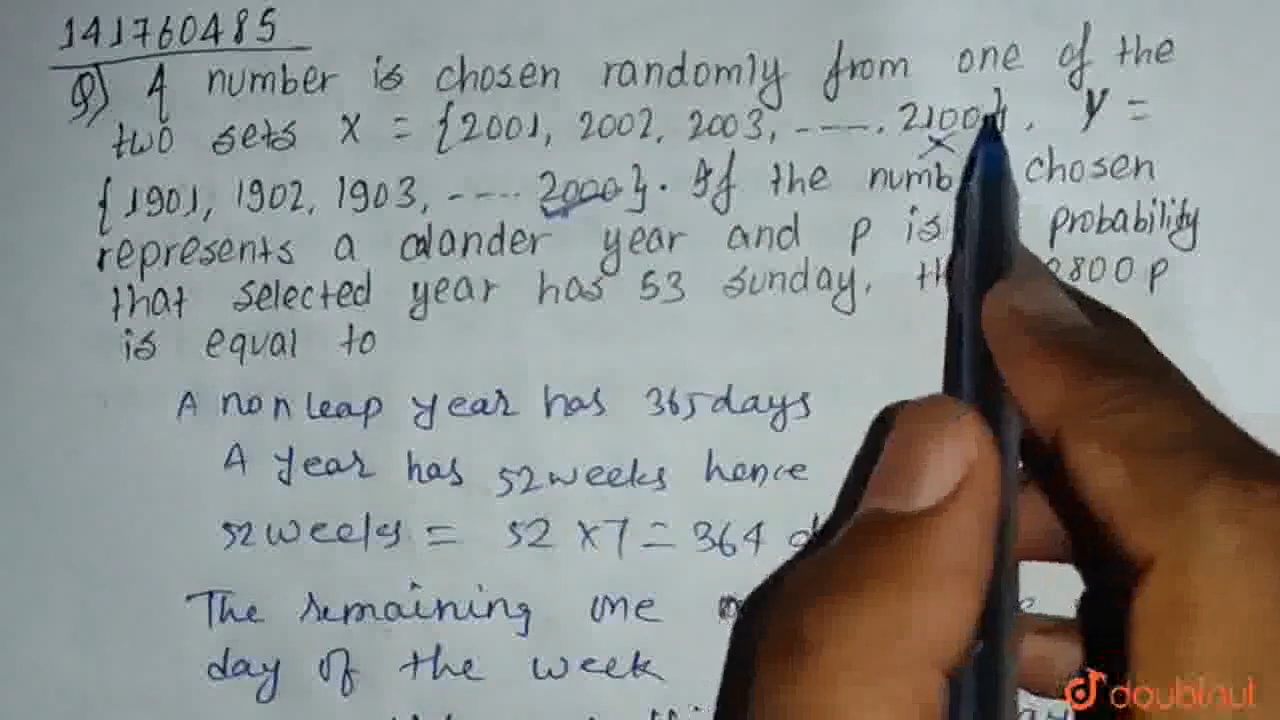 141760485
Q) A number is chosen randomly from one of the
two sets X = {2001, 2002, 2003, ----. 2100}. Y =
{1901, 1902, 1903, ---- 2000}. If the numb chosen
represents a calander year and p is probability
that selected year has 53 sunday. th 2800 p
is equal to
A non leap year has 365 days
A year has 52 weeks hence
52 weeks = 52 × 7 = 364 d
The remaining one
day of the week
doubtnut